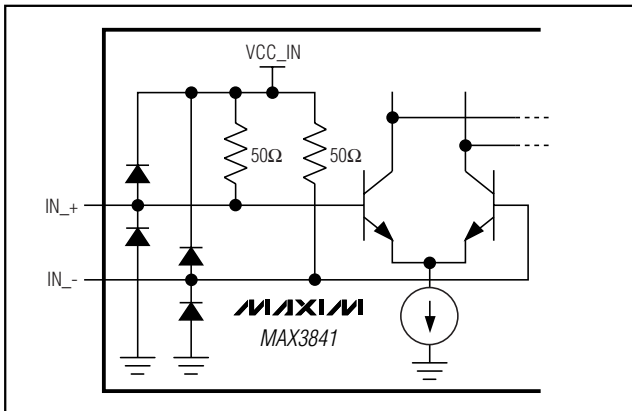 VCC_IN
50Ω
50Ω
IN_+
IN_-
MAXIM
MAX3841